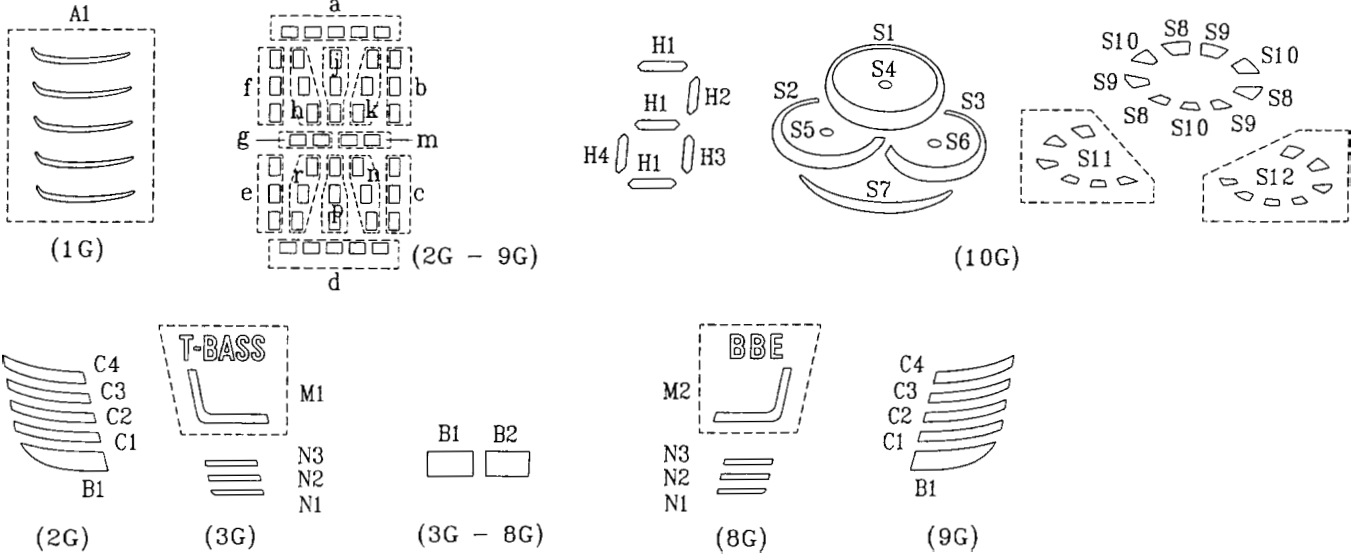 A1
a
f j b
h k
g m
r n
e p c
d
(1G)
(2G - 9G)
H1
H2
H1
H4 H1 H3
S1
S4
S2 S3
S5 S6
S7
S10 S8 S9 S10
S9 S8
S8 S10 S9
S11
S12
(10G)
C4
C3
C2
C1
B1
(2G)
T-BASS
M1
N3
N2
N1
(3G)
B1 B2
(3G - 8G)
BBE
M2
N3
N2
N1
(8G)
C4
C3
C2
C1
B1
(9G)